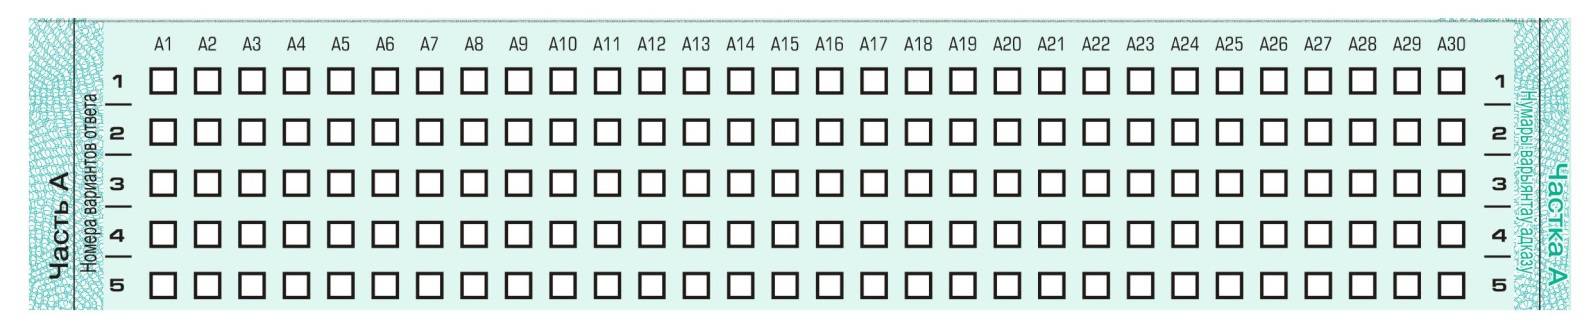 A1 A2 A3 A4 A5 A6 A7 A8 A9 A10 A11 A12 A13 A14 A15 A16 A17 A18 A19 A20 A21 A22 A23 A24 A25 A26 A27 A28 A29 A30
Часть А
Номера вариантов ответа
1 1
2 2
3 3
4 4
5 5
Нумары варыянтаў адказу
Частка А